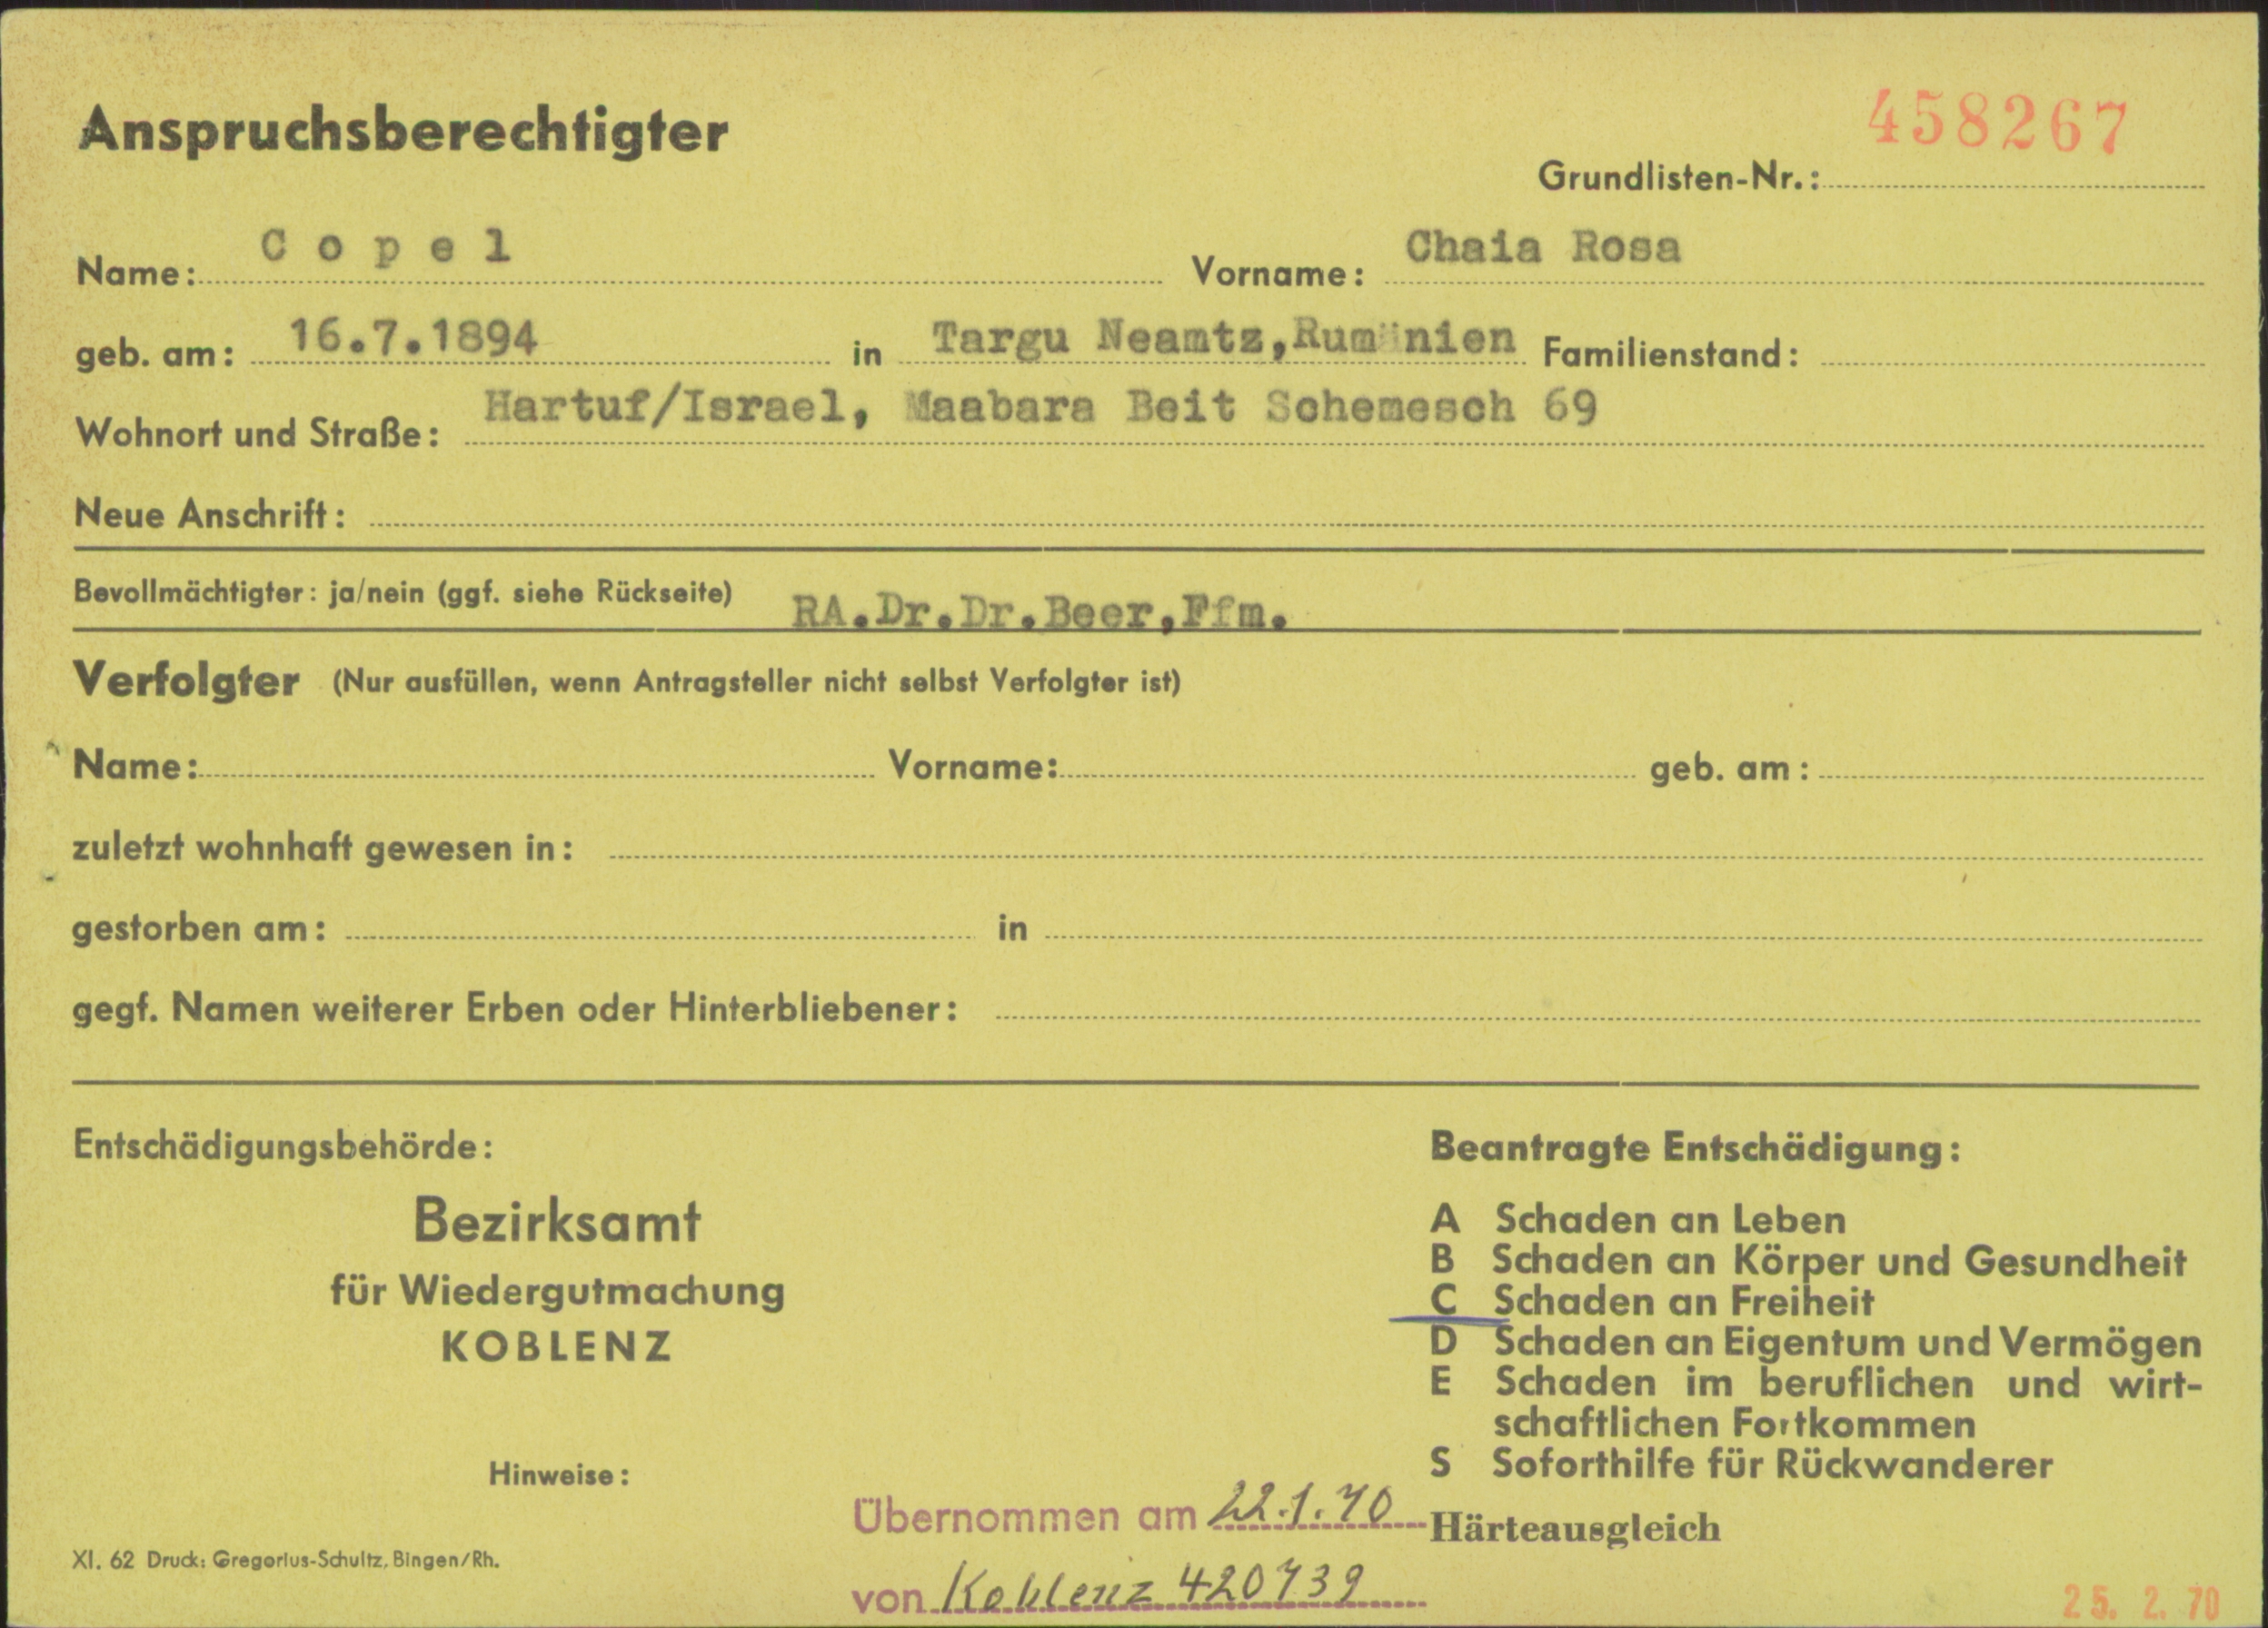 Anspruchsberechtigter
458267
Grundlisten-Nr.:
Name: Copel Vorname: Chaia Rosa
geb. am: 16.7.1894 in Targu Neamtz,Rumänien Familienstand:
Wohnort und Straße: Hartuf/Israel, Maabara Beit Schemesch 69
Neue Anschrift:
Bevollmächtigter: ja/nein (ggf. siehe Rückseite) RA.Dr.Dr.Beer,Ffm.
Verfolgter (Nur ausfüllen, wenn Antragsteller nicht selbst Verfolgter ist)
Name: Vorname: geb. am:
zuletzt wohnhaft gewesen in:
gestorben am: in
gegf. Namen weiterer Erben oder Hinterbliebener:
Entschädigungsbehörde:
Bezirksamt
für Wiedergutmachung
KOBLENZ
Hinweise:
Beantragte Entschädigung:
A Schaden an Leben
B Schaden an Körper und Gesundheit
C Schaden an Freiheit
D Schaden an Eigentum und Vermögen
E Schaden im beruflichen und wirt-
schaftlichen Fortkommen
S Soforthilfe für Rückwanderer
Härteausgleich
Übernommen am 22.1.70
von Koblenz 420739
XI. 62 Druck: Gregorius-Schultz, Bingen/Rh.
25. 2. 70